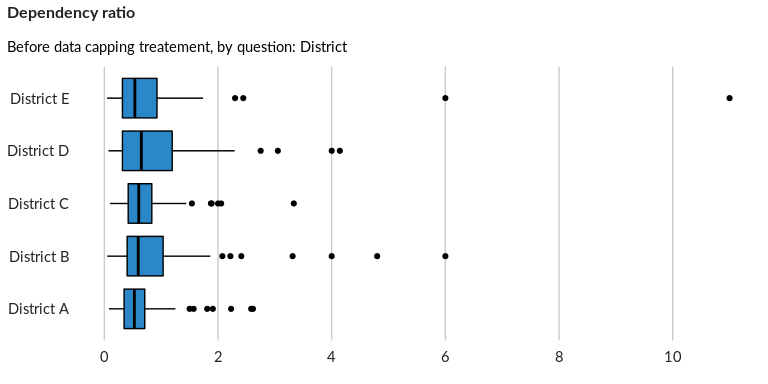 Dependency ratio
Before data capping treatement, by question: District
District E
District D
District C
District B
District A
0 2 4 6 8 10